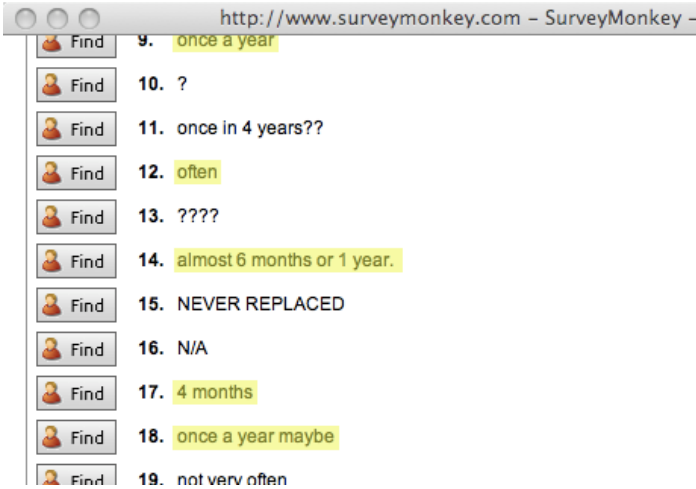 http://www.surveymonkey.com – SurveyMonkey –
Find 9. once a year
Find 10. ?
Find 11. once in 4 years??
Find 12. often
Find 13. ????
Find 14. almost 6 months or 1 year.
Find 15. NEVER REPLACED
Find 16. N/A
Find 17. 4 months
Find 18. once a year maybe
Find 19. not very often